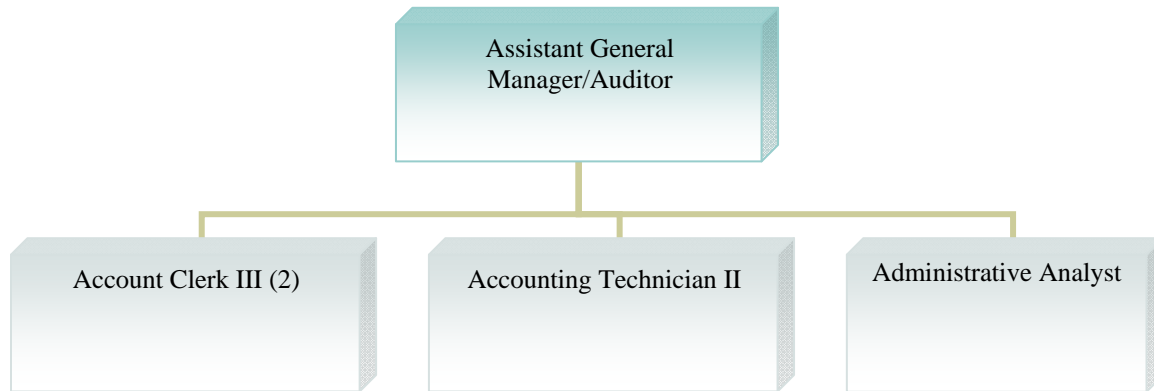 Assistant General
Manager/Auditor
Account Clerk III (2)
Accounting Technician II
Administrative Analyst